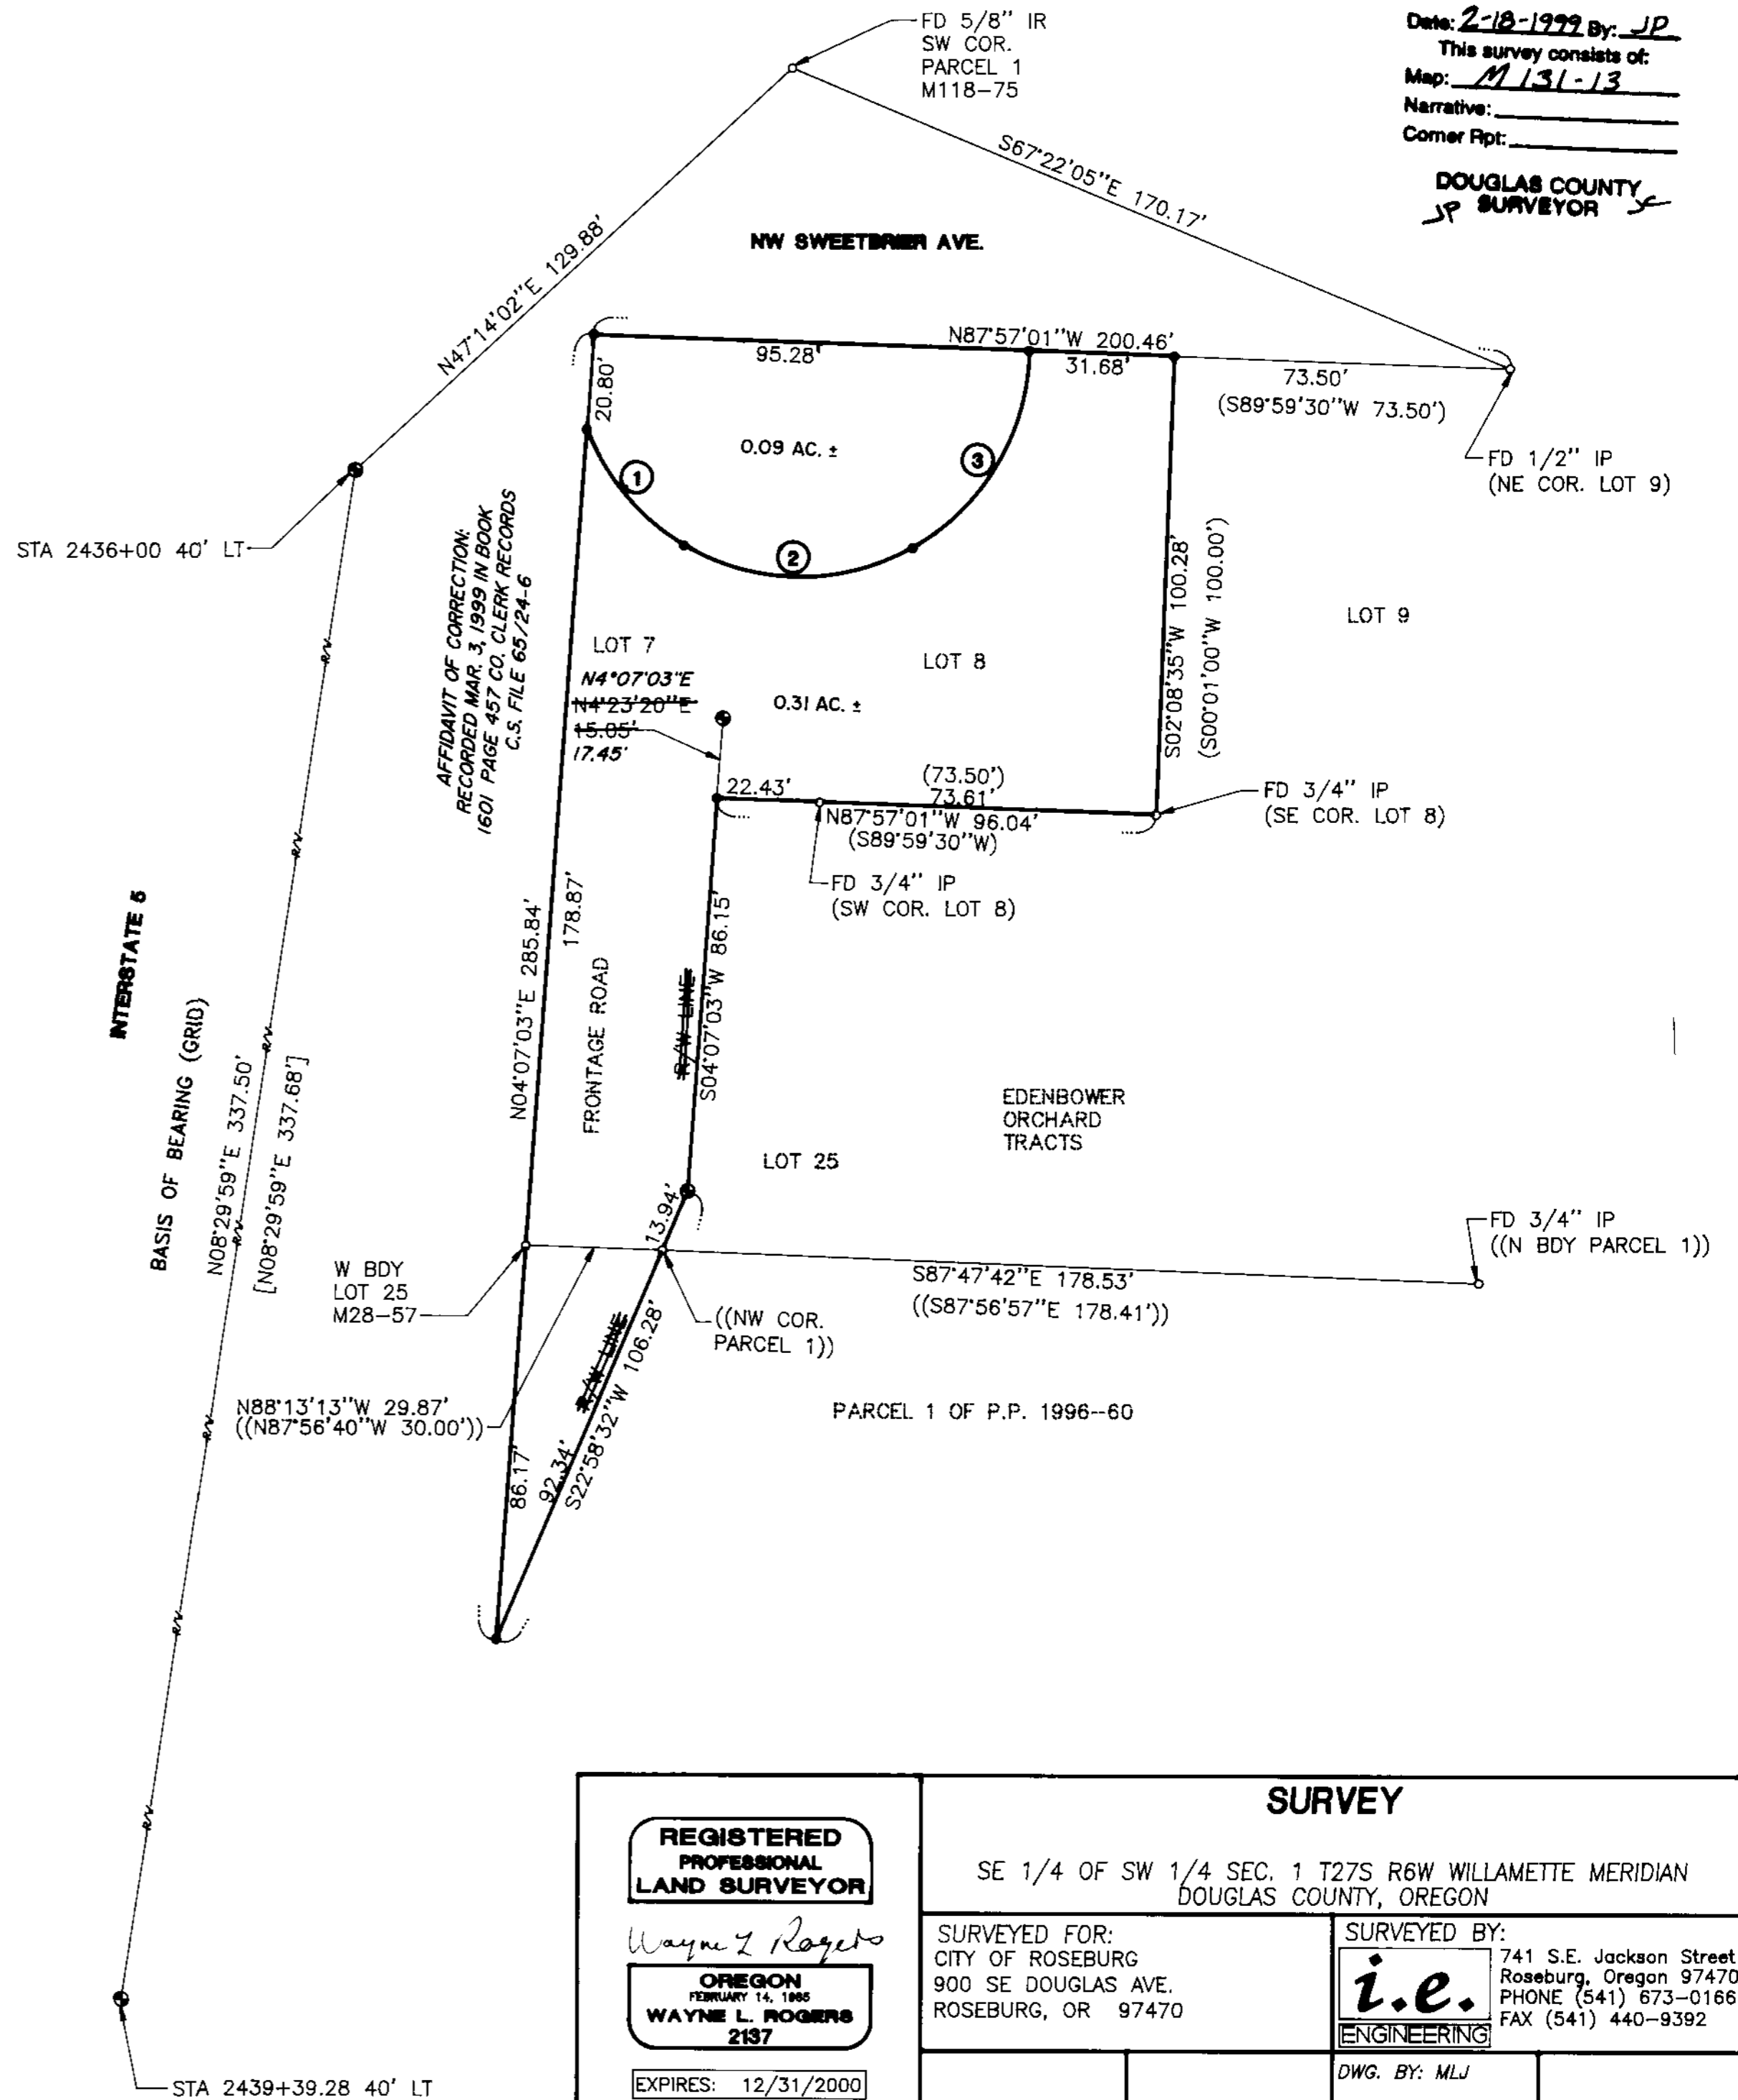 FD 5/8" IR
SW COR.
PARCEL 1
M118-75
Date: 2-18-1999 By: JP
This survey consists of:
Map: M 131-13
Narrative:
Corner Rpt:
DOUGLAS COUNTY
JP SURVEYOR
S67°22'05"E 170.17'
NW SWEETBRIER AVE.
N47°14'02"E 129.88'
N87°57'01"W 200.46'
95.28'
31.68'
73.50'
(S89°59'30"W 73.50')
20.80'
0.09 AC. ±
1
2
3
FD 1/2" IP
(NE COR. LOT 9)
STA 2436+00 40' LT
AFFIDAVIT OF CORRECTION:
RECORDED MAR. 3, 1999 IN BOOK
1601 PAGE 457 CO. CLERK RECORDS
C.S. FILE 65/24-6
LOT 7
LOT 8
LOT 9
S02°08'35"W 100.28'
(S00°01'00"W 100.00')
N4°07'03"E
N4°23'20"E
15.05'
17.45'
0.31 AC. ±
22.43'
(73.50')
73.61'
N87°57'01"W 96.04'
(S89°59'30"W)
FD 3/4" IP
(SE COR. LOT 8)
FD 3/4" IP
(SW COR. LOT 8)
INTERSTATE 5
BASIS OF BEARING (GRID)
N08°29'59"E 337.50'
[N08°29'59"E 337.68']
R/W
R/W
R/W
R/W
R/W
R/W
R/W
N04°07'03"E 285.84'
178.87'
FRONTAGE ROAD
R/W LINE
S04°07'03"W 86.15'
EDENBOWER
ORCHARD
TRACTS
LOT 25
13.94'
FD 3/4" IP
((N BDY PARCEL 1))
W BDY
LOT 25
M28-57
S87°47'42"E 178.53'
((S87°56'57"E 178.41'))
((NW COR.
PARCEL 1))
R/W LINE
N88°13'13"W 29.87'
((N87°56'40"W 30.00'))
86.17'
92.34'
S22°58'32"W 106.28'
PARCEL 1 OF P.P. 1996--60
STA 2439+39.28 40' LT
REGISTERED
PROFESSIONAL
LAND SURVEYOR
Wayne L Rogers
OREGON
FEBRUARY 14, 1985
WAYNE L. ROGERS
2137
EXPIRES: 12/31/2000
SURVEY
SE 1/4 OF SW 1/4 SEC. 1 T27S R6W WILLAMETTE MERIDIAN
DOUGLAS COUNTY, OREGON
SURVEYED FOR:
CITY OF ROSEBURG
900 SE DOUGLAS AVE.
ROSEBURG, OR 97470
SURVEYED BY:
i.e.
ENGINEERING
741 S.E. Jackson Street
Roseburg, Oregon 97470
PHONE (541) 673-0166
FAX (541) 440-9392
DWG. BY: MLJ